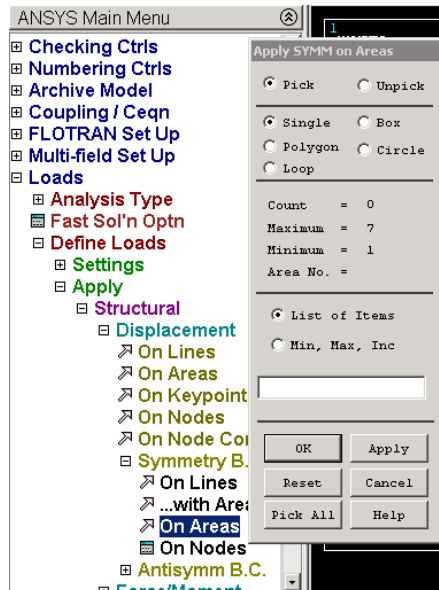 ANSYS Main Menu
Checking Ctrls
Numbering Ctrls
Archive Model
Coupling / Ceqn
FLOTRAN Set Up
Multi-field Set Up
Loads
Analysis Type
Fast Sol'n Optn
Define Loads
Settings
Apply
Structural
Displacement
On Lines
On Areas
On Keypoint
On Nodes
On Node Co
Symmetry B.
On Lines
...with Area
On Areas
On Nodes
Antisymm B.C.
Force/Moment
1
Apply SYMM on Areas
Pick Unpick
Single Box
Polygon Circle
Loop
Count = 0
Maximum = 7
Minimum = 1
Area No. =
List of Items
Min, Max, Inc
OK Apply
Reset Cancel
Pick All Help